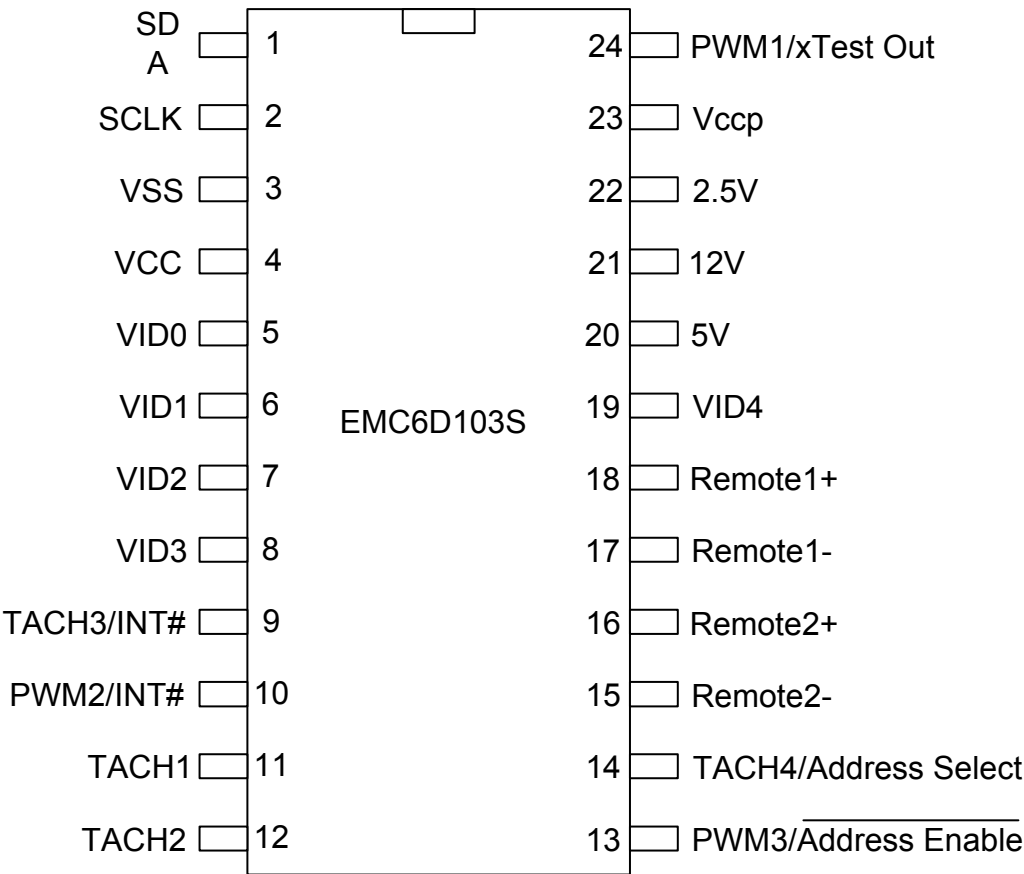 SD
A
1
24
PWM1/xTest Out
SCLK
2
23
Vccp
VSS
3
22
2.5V
VCC
4
21
12V
VID0
5
20
5V
VID1
6
EMC6D103S
19
VID4
VID2
7
18
Remote1+
VID3
8
17
Remote1-
TACH3/INT#
9
16
Remote2+
PWM2/INT#
10
15
Remote2-
TACH1
11
14
TACH4/Address Select
TACH2
12
13
PWM3/Address Enable